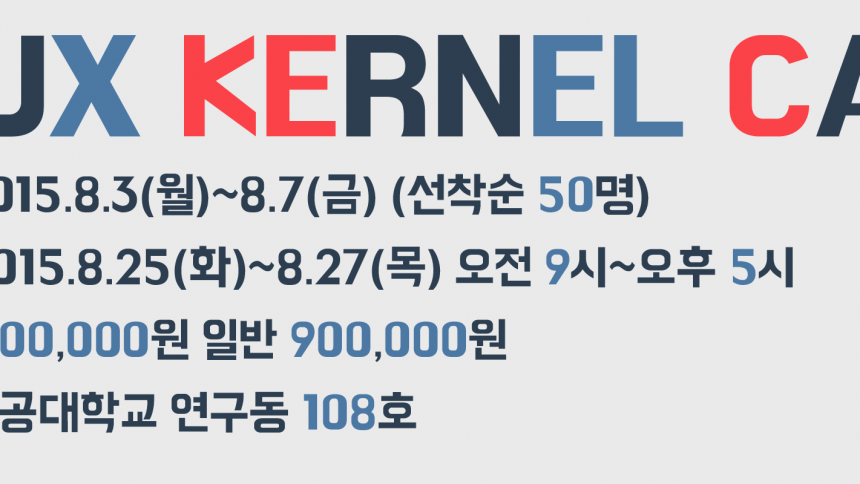 UX KERNEL CA
015.8.3(월)~8.7(금) (선착순 50명)
015.8.25(화)~8.27(목) 오전 9시~오후 5시
00,000원 일반 900,000원
공대학교 연구동 108호